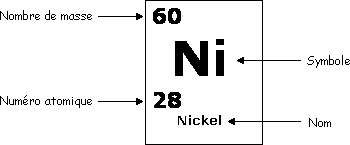 Nombre de masse
60
Ni
Symbole
Numéro atomique
28
Nickel
Nom